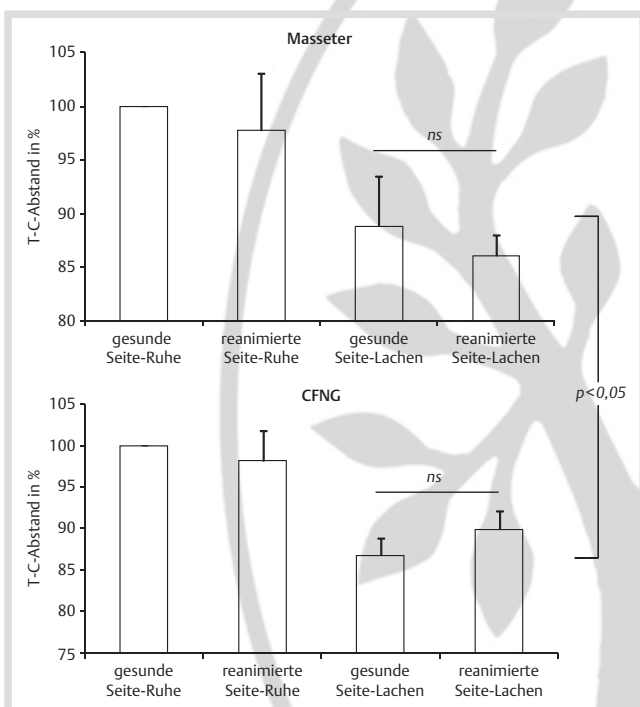 Masseter
T-C-Abstand in %
105
100
95
90
85
80
ns
gesunde
Seite-Ruhe
reanimierte
Seite-Ruhe
gesunde
Seite-Lachen
reanimierte
Seite-Lachen
p<0,05
CFNG
T-C-Abstand in %
105
100
95
90
85
80
75
ns
gesunde
Seite-Ruhe
reanimierte
Seite-Ruhe
gesunde
Seite-Lachen
reanimierte
Seite-Lachen